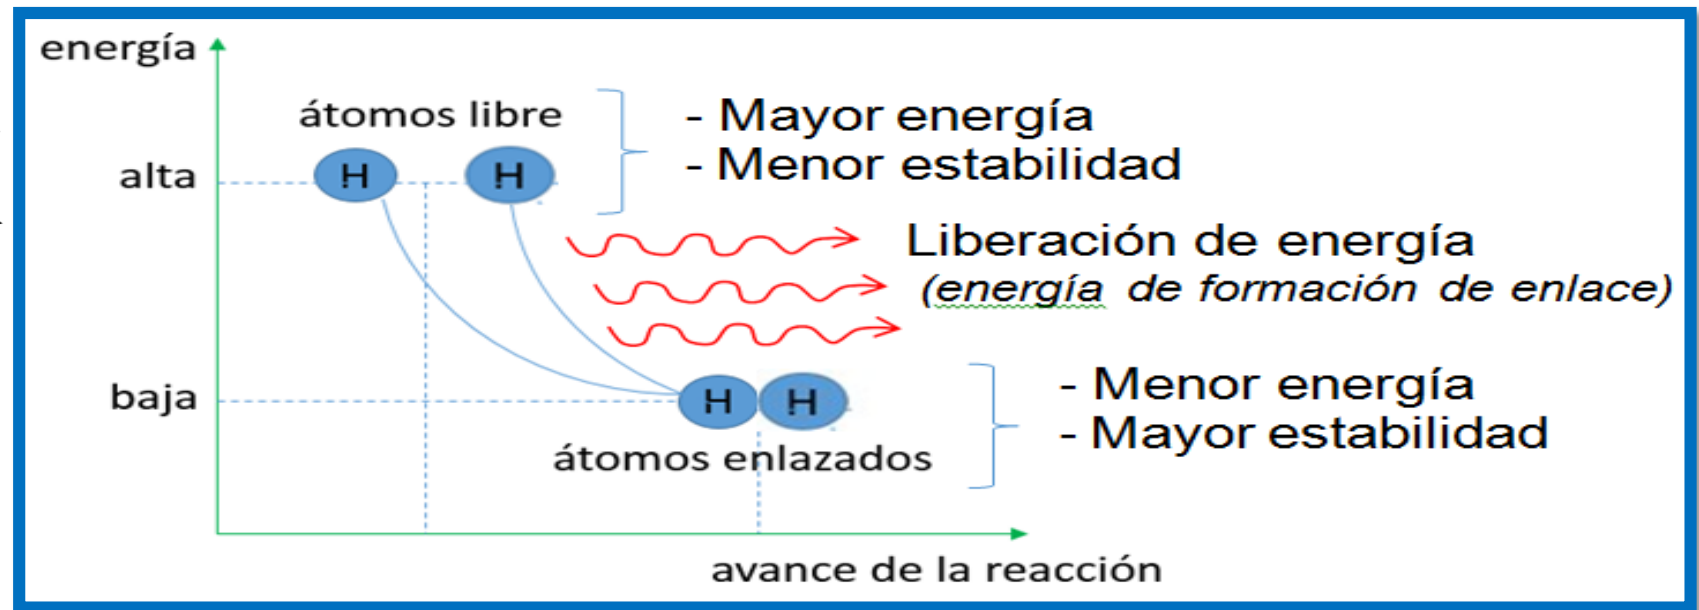 energía
átomos libre
- Mayor energía
- Menor estabilidad
alta
H
H
Liberación de energía
(energía de formación de enlace)
baja
H
H
- Menor energía
- Mayor estabilidad
átomos enlazados
avance de la reacción